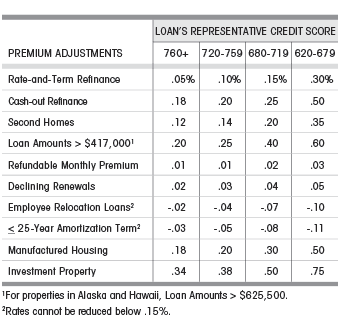 LOAN'S REPRESENTATIVE CREDIT SCORE
PREMIUM ADJUSTMENTS 760+ 720-759 680-719 620-679
Rate-and-Term Refinance .05% .10% .15% .30%
Cash-out Refinance .18 .20 .25 .50
Second Homes .12 .14 .20 .35
Loan Amounts > $417,000¹ .20 .25 .40 .60
Refundable Monthly Premium .01 .01 .02 .03
Declining Renewals .02 .03 .04 .05
Employee Relocation Loans² -.02 -.04 -.07 -.10
≤ 25-Year Amortization Term² -.03 -.05 -.08 -.11
Manufactured Housing .18 .20 .30 .50
Investment Property .34 .38 .50 .75
¹For properties in Alaska and Hawaii, Loan Amounts > $625,500.
²Rates cannot be reduced below .15%.